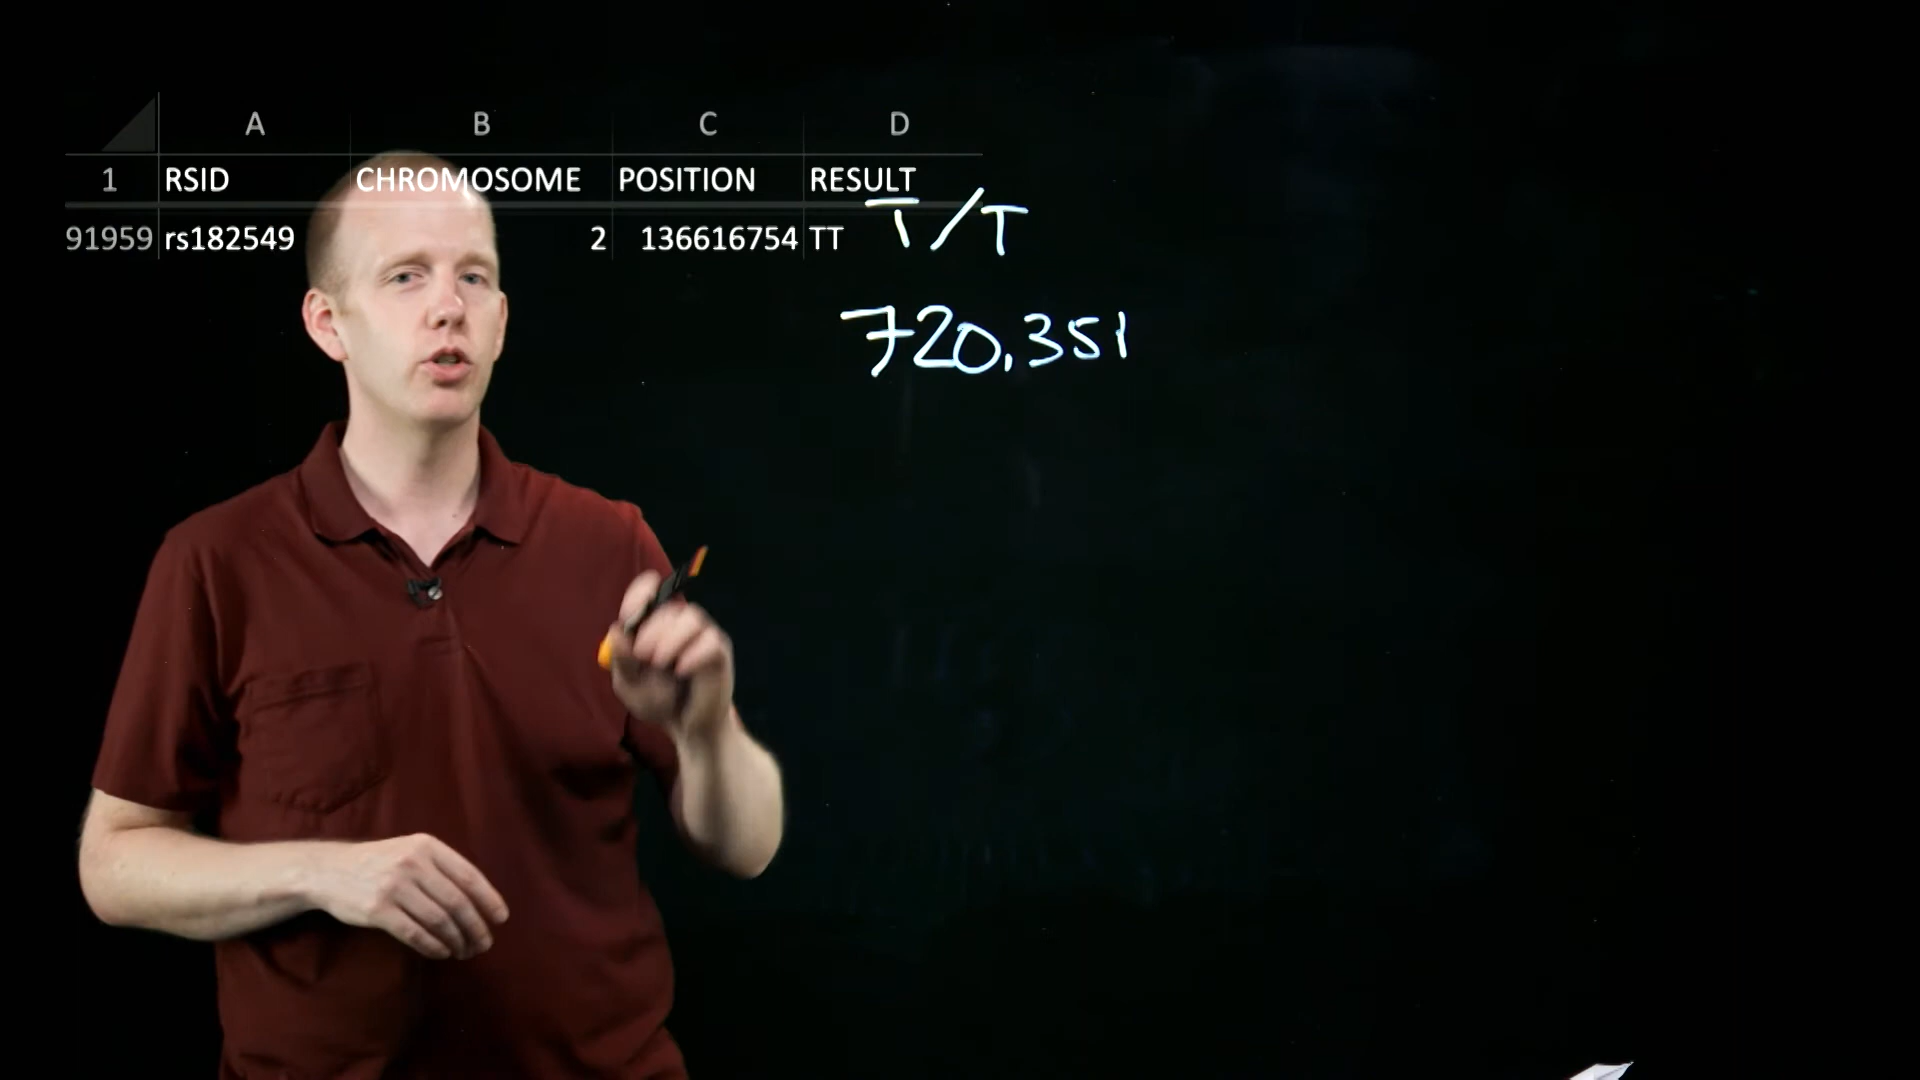 A B C D
1 RSID CHROMOSOME POSITION RESULT
91959 rs182549 2 136616754 TT
T/T
720,351